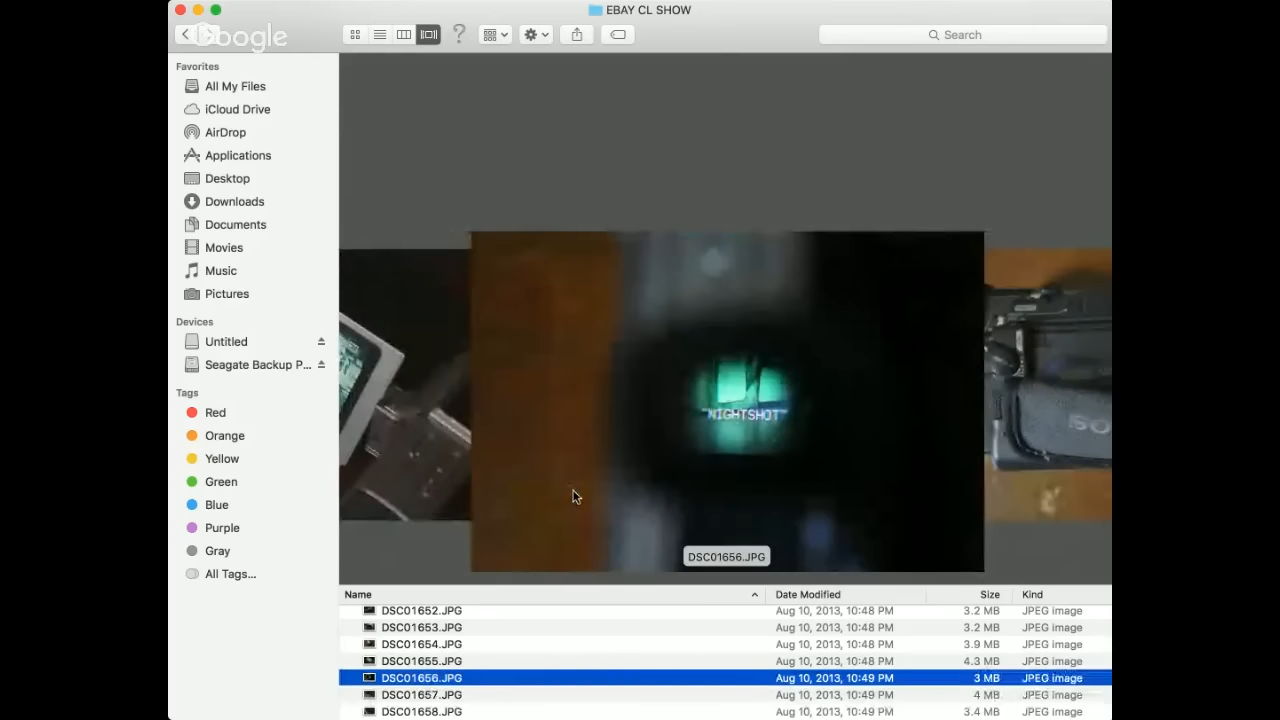 EBAY CL SHOW
Google
Search
Favorites
All My Files
iCloud Drive
AirDrop
Applications
Desktop
Downloads
Documents
Movies
Music
Pictures
Devices
Untitled
Seagate Backup P...
Tags
Red
Orange
Yellow
Green
Blue
Purple
Gray
All Tags...
"NIGHTSHOT"
SO
DSC01656.JPG
Name Date Modified Size Kind
DSC01652.JPG Aug 10, 2013, 10:48 PM 3.2 MB JPEG image
DSC01653.JPG Aug 10, 2013, 10:48 PM 3.2 MB JPEG image
DSC01654.JPG Aug 10, 2013, 10:48 PM 3.9 MB JPEG image
DSC01655.JPG Aug 10, 2013, 10:48 PM 4.3 MB JPEG image
DSC01656.JPG Aug 10, 2013, 10:49 PM 3 MB JPEG image
DSC01657.JPG Aug 10, 2013, 10:49 PM 4 MB JPEG image
DSC01658.JPG Aug 10, 2013, 10:49 PM 3.4 MB JPEG image